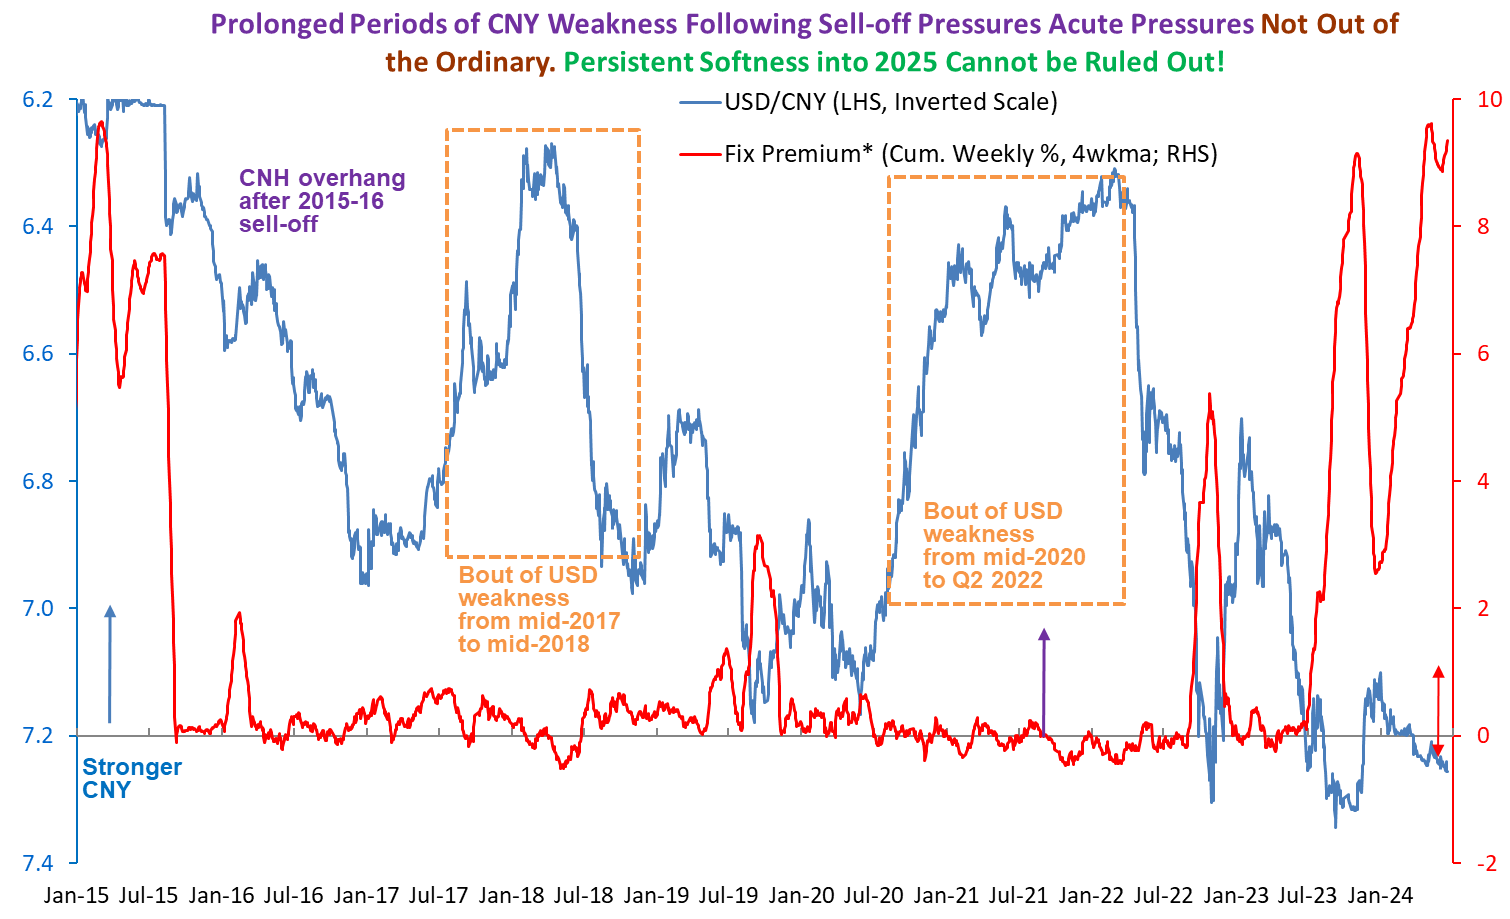 Prolonged Periods of CNY Weakness Following Sell-off Pressures Acute Pressures Not Out of
the Ordinary. Persistent Softness into 2025 Cannot be Ruled Out!
USD/CNY (LHS, Inverted Scale)
Fix Premium* (Cum. Weekly %, 4wkma; RHS)
6.2
6.4
6.6
6.8
7.0
7.2
7.4
10
8
6
4
2
0
-2
CNH overhang
after 2015-16
sell-off
Bout of USD
weakness
from mid-2017
to mid-2018
Bout of USD
weakness
from mid-2020
to Q2 2022
Stronger
CNY
Jan-15 Jul-15 Jan-16 Jul-16 Jan-17 Jul-17 Jan-18 Jul-18 Jan-19 Jul-19 Jan-20 Jul-20 Jan-21 Jul-21 Jan-22 Jul-22 Jan-23 Jul-23 Jan-24